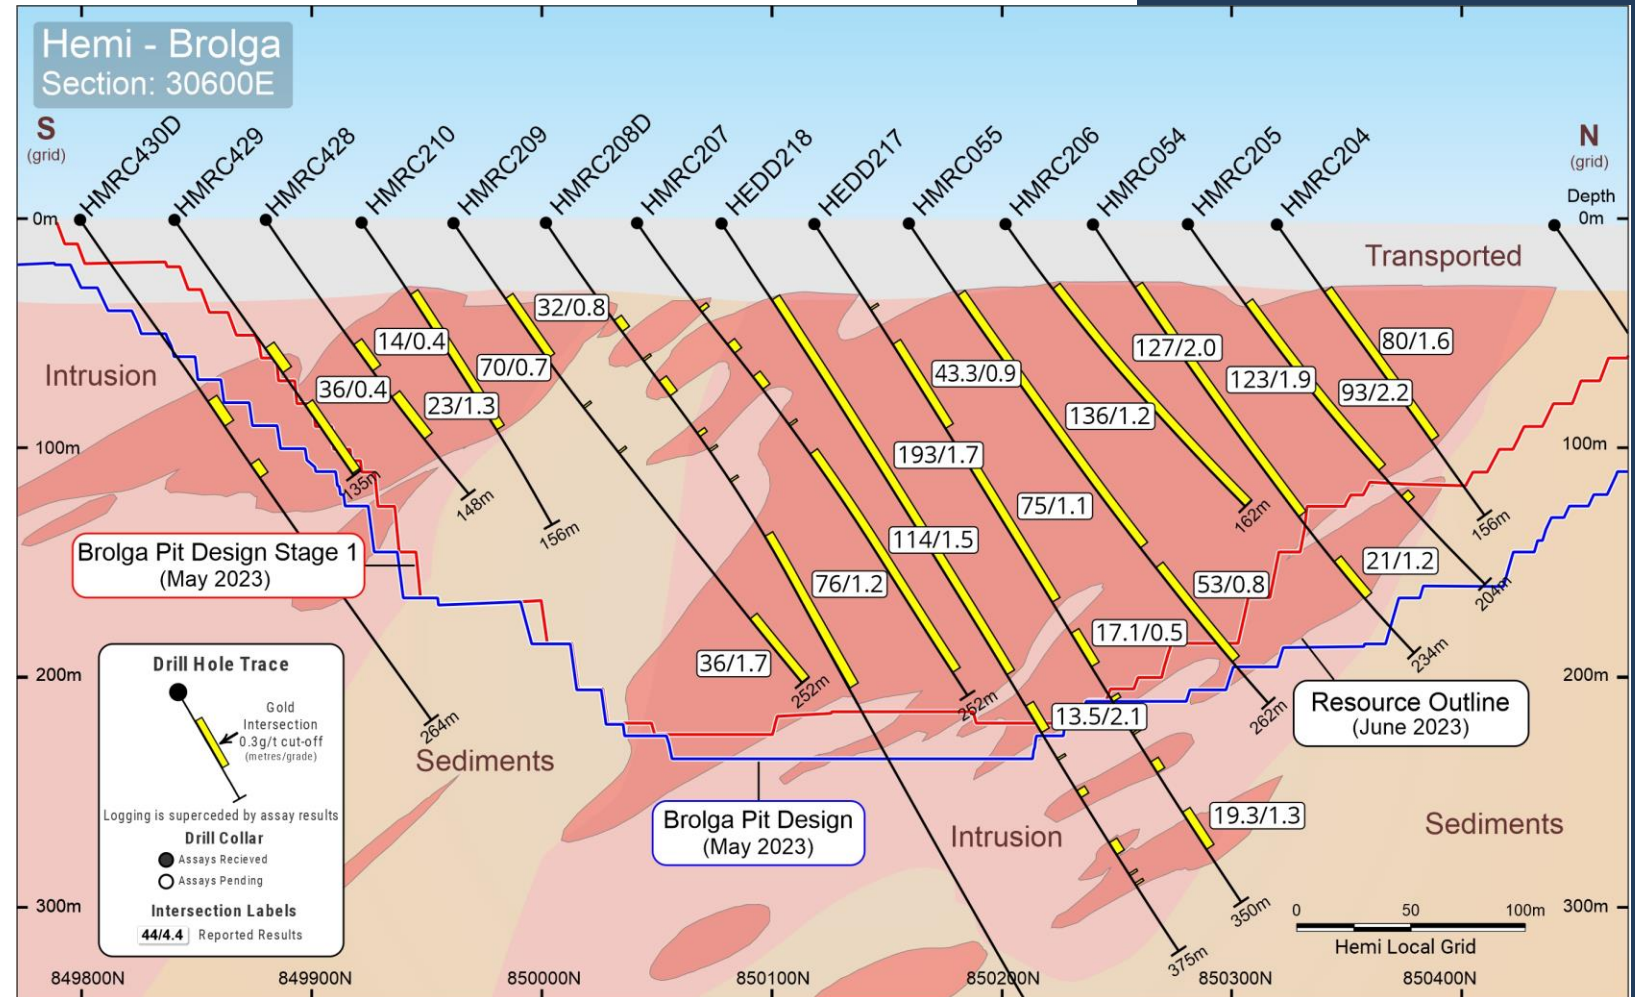 Hemi - Brolga
Section: 30600E
S
(grid)
N
(grid)
HMRC430D
HMRC429
HMRC428
HMRC210
HMRC209
HMRC208D
HMRC207
HEDD218
HEDD217
HMRC055
HMRC206
HMRC054
HMRC205
HMRC204
Depth
0m
0m
Transported
32/0.8
14/0.4
80/1.6
127/2.0
Intrusion
70/0.7
43.3/0.9
123/1.9
36/0.4
93/2.2
23/1.3
136/1.2
100m
100m
193/1.7
135m
148m
75/1.1
162m
156m
156m
114/1.5
Brolga Pit Design Stage 1
(May 2023)
21/1.2
76/1.2
53/0.8
204m
17.1/0.5
234m
36/1.7
200m
200m
252m
252m
264m
262m
13.5/2.1
Resource Outline
(June 2023)
Drill Hole Trace
Gold
Intersection
0.3g/t cut-off
(metres/grade)
Logging is superceded by assay results
Drill Collar
Assays Recieved
Assays Pending
Intersection Labels
44/4.4 Reported Results
Sediments
Brolga Pit Design
(May 2023)
Intrusion
19.3/1.3
Sediments
300m
300m
350m
375m
0 50 100m
Hemi Local Grid
849800N
849900N
850000N
850100N
850200N
850300N
850400N